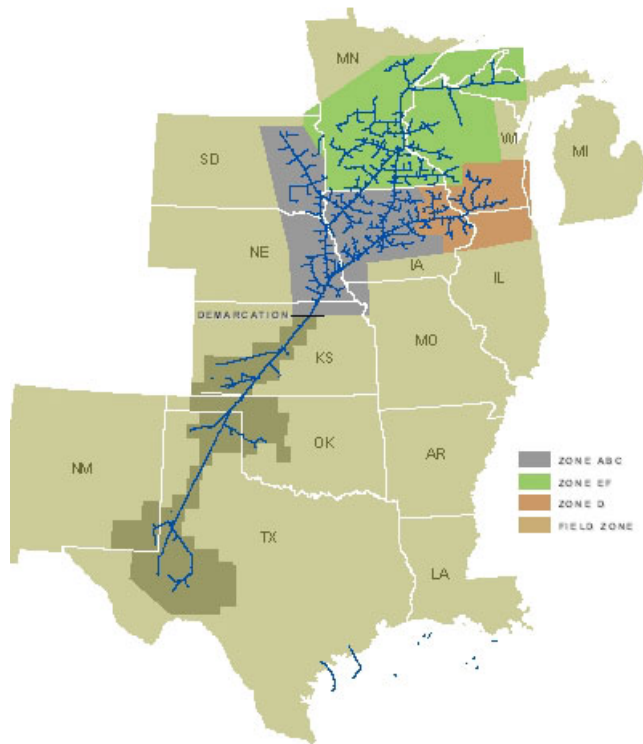 MN
SD
WI
MI
NE
IA
IL
DEMARCATION
KS
MO
OK
AR
NM
TX
LA
ZONE ABC
ZONE EF
ZONE D
FIELD ZONE